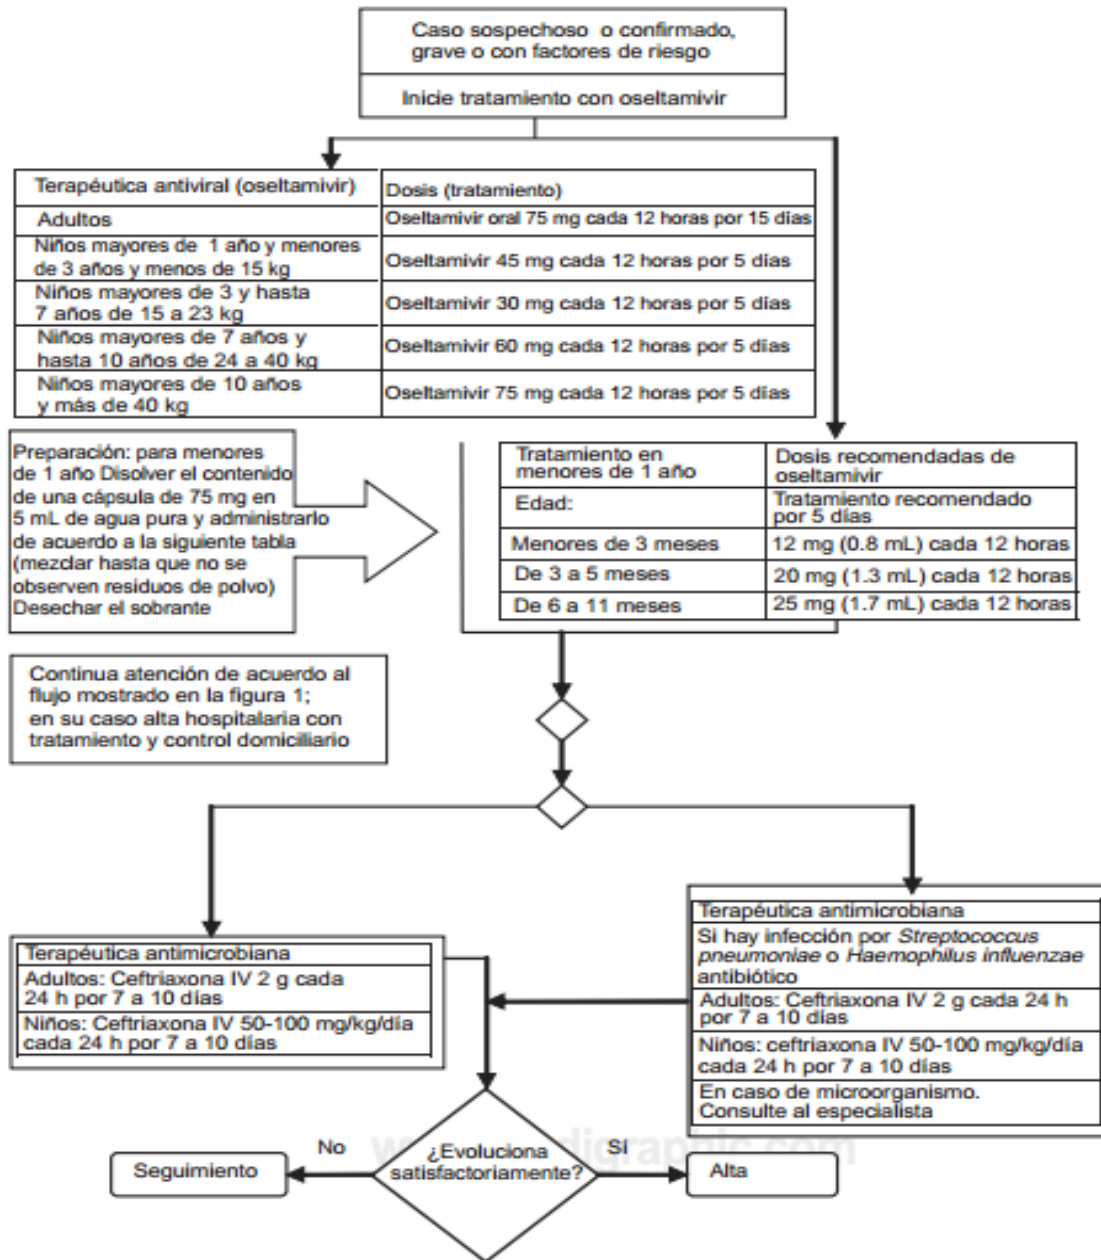 Caso sospechoso o confirmado,
grave o con factores de riesgo
Inicie tratamiento con oseltamivir
Terapéutica antiviral (oseltamivir)
Dosis (tratamiento)
Adultos
Oseltamivir oral 75 mg cada 12 horas por 15 días
Niños mayores de 1 año y menores
de 3 años y menos de 15 kg
Oseltamivir 45 mg cada 12 horas por 5 días
Niños mayores de 3 y hasta
7 años de 15 a 23 kg
Oseltamivir 30 mg cada 12 horas por 5 días
Niños mayores de 7 años y
hasta 10 años de 24 a 40 kg
Oseltamivir 60 mg cada 12 horas por 5 días
Niños mayores de 10 años
y más de 40 kg
Oseltamivir 75 mg cada 12 horas por 5 días
Preparación: para menores
de 1 año Disolver el contenido
de una cápsula de 75 mg en
5 mL de agua pura y administrarlo
de acuerdo a la siguiente tabla
(mezclar hasta que no se
observen residuos de polvo)
Desechar el sobrante
Tratamiento en
menores de 1 año
Dosis recomendadas de
oseltamivir
Edad:
Tratamiento recomendado
por 5 días
Menores de 3 meses
12 mg (0.8 mL) cada 12 horas
De 3 a 5 meses
20 mg (1.3 mL) cada 12 horas
De 6 a 11 meses
25 mg (1.7 mL) cada 12 horas
Continua atención de acuerdo al
flujo mostrado en la figura 1;
en su caso alta hospitalaria con
tratamiento y control domiciliario
Terapéutica antimicrobiana
Adultos: Ceftriaxona IV 2 g cada
24 h por 7 a 10 días
Niños: Ceftriaxona IV 50-100 mg/kg/día
cada 24 h por 7 a 10 días
Terapéutica antimicrobiana
Si hay infección por Streptococcus
pneumoniae o Haemophilus influenzae
antibiótico
Adultos: Ceftriaxona IV 2 g cada 24 h
por 7 a 10 días
Niños: ceftriaxona IV 50-100 mg/kg/día
cada 24 h por 7 a 10 días
En caso de microorganismo.
Consulte al especialista
¿Evoluciona
satisfactoriamente?
No
Sí
Seguimiento
Alta